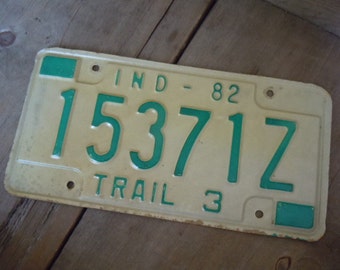 IND - 82
15371Z
TRAIL 3